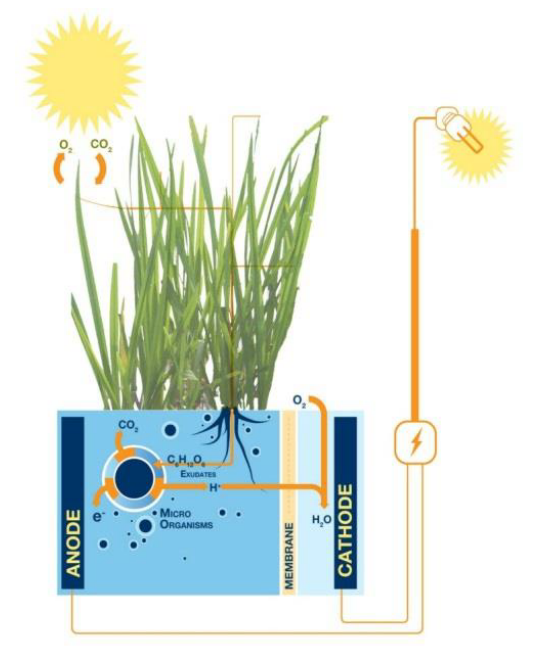 O₂ CO₂
O₂
CO₂
C₆H₁₂O₆
EXUDATES
H⁺
e⁻
MICRO
ORGANISMS
H₂O
ANODE
MEMBRANE
CATHODE